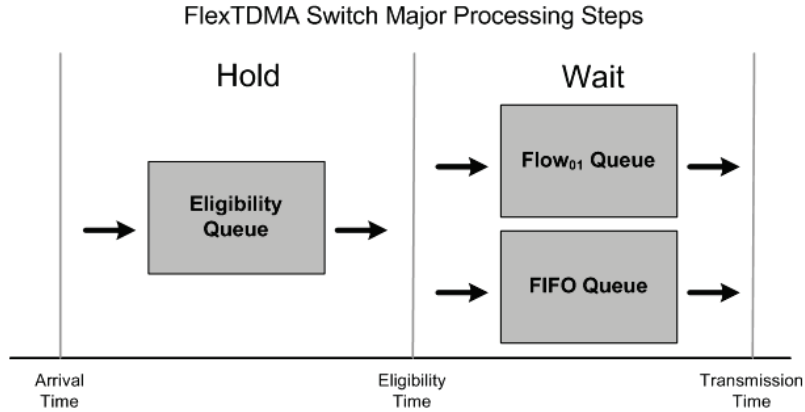 FlexTDMA Switch Major Processing Steps
Hold
Wait
Eligibility
Queue
Flow₀₁ Queue
FIFO Queue
Arrival
Time
Eligibility
Time
Transmission
Time